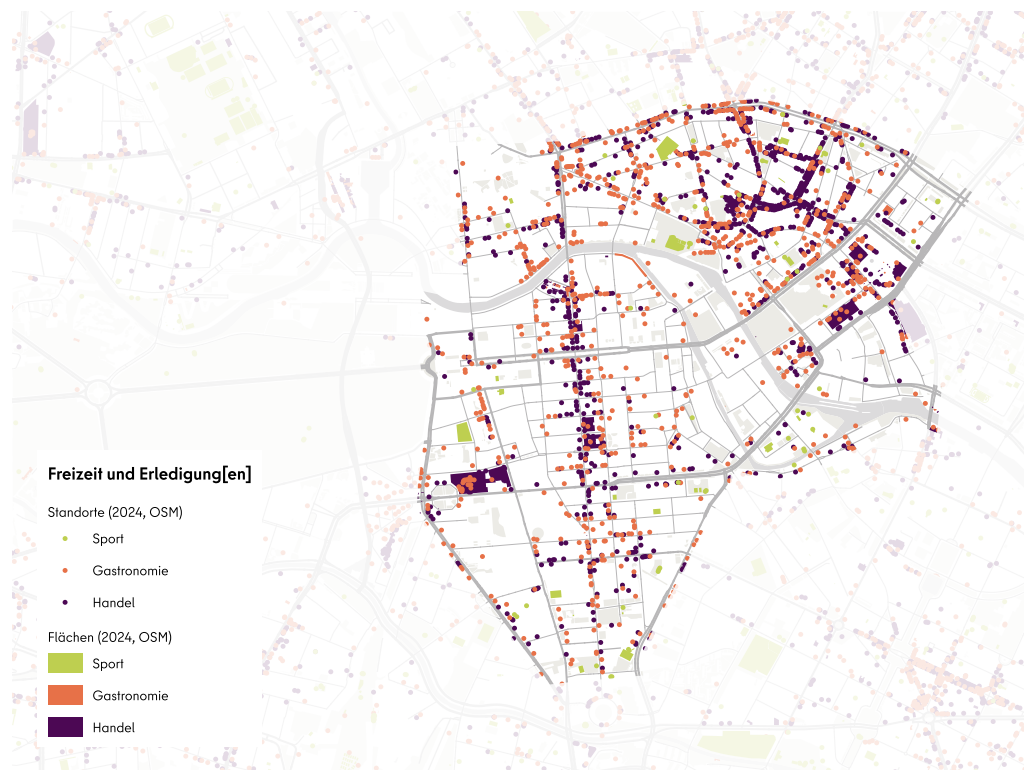 Freizeit und Erledigung[en]
Standorte (2024, OSM)
Sport
Gastronomie
Handel
Flächen (2024, OSM)
Sport
Gastronomie
Handel